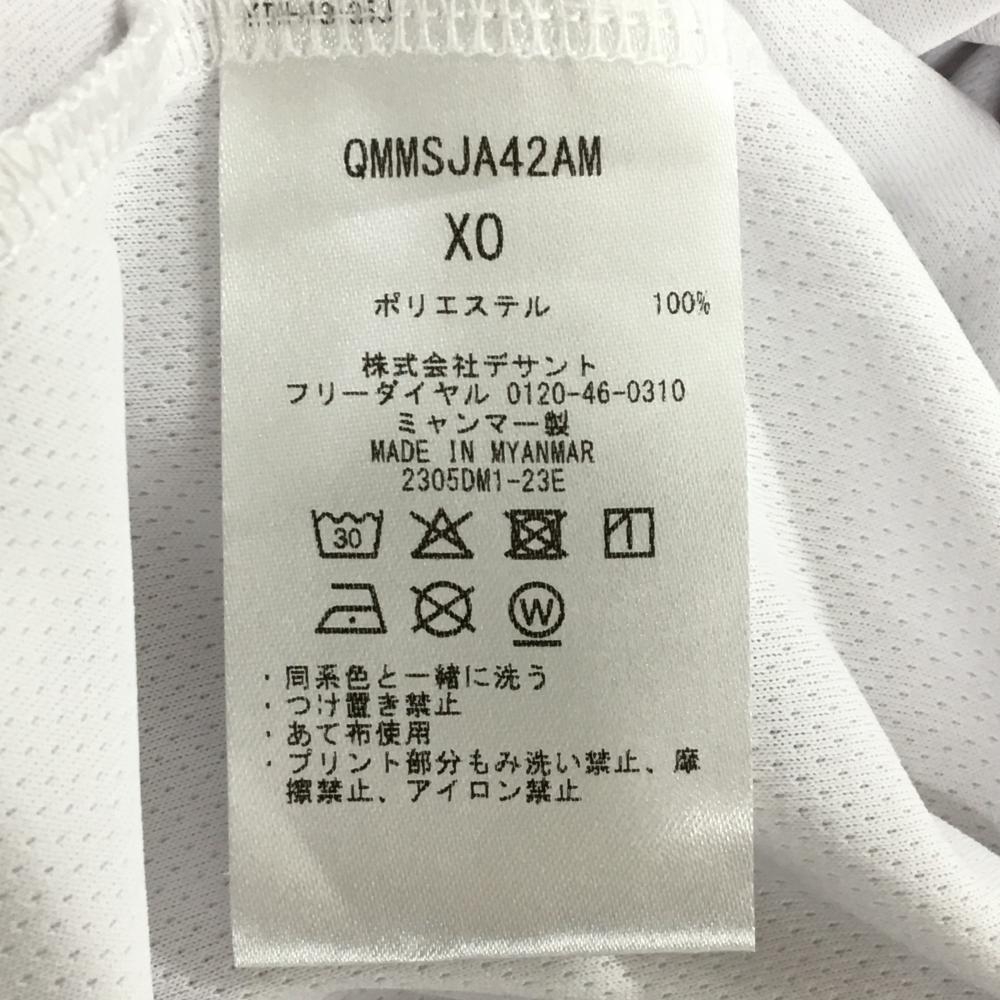 QMMSJA42AM
XO
ポリエステル 100%
株式会社デサント
フリーダイヤル 0120-46-0310
ミャンマー製
MADE IN MYANMAR
2305DM1-23E
30
W
・同系色と一緒に洗う
・つけ置き禁止
・あて布使用
・プリント部分もみ洗い禁止、摩
擦禁止、アイロン禁止